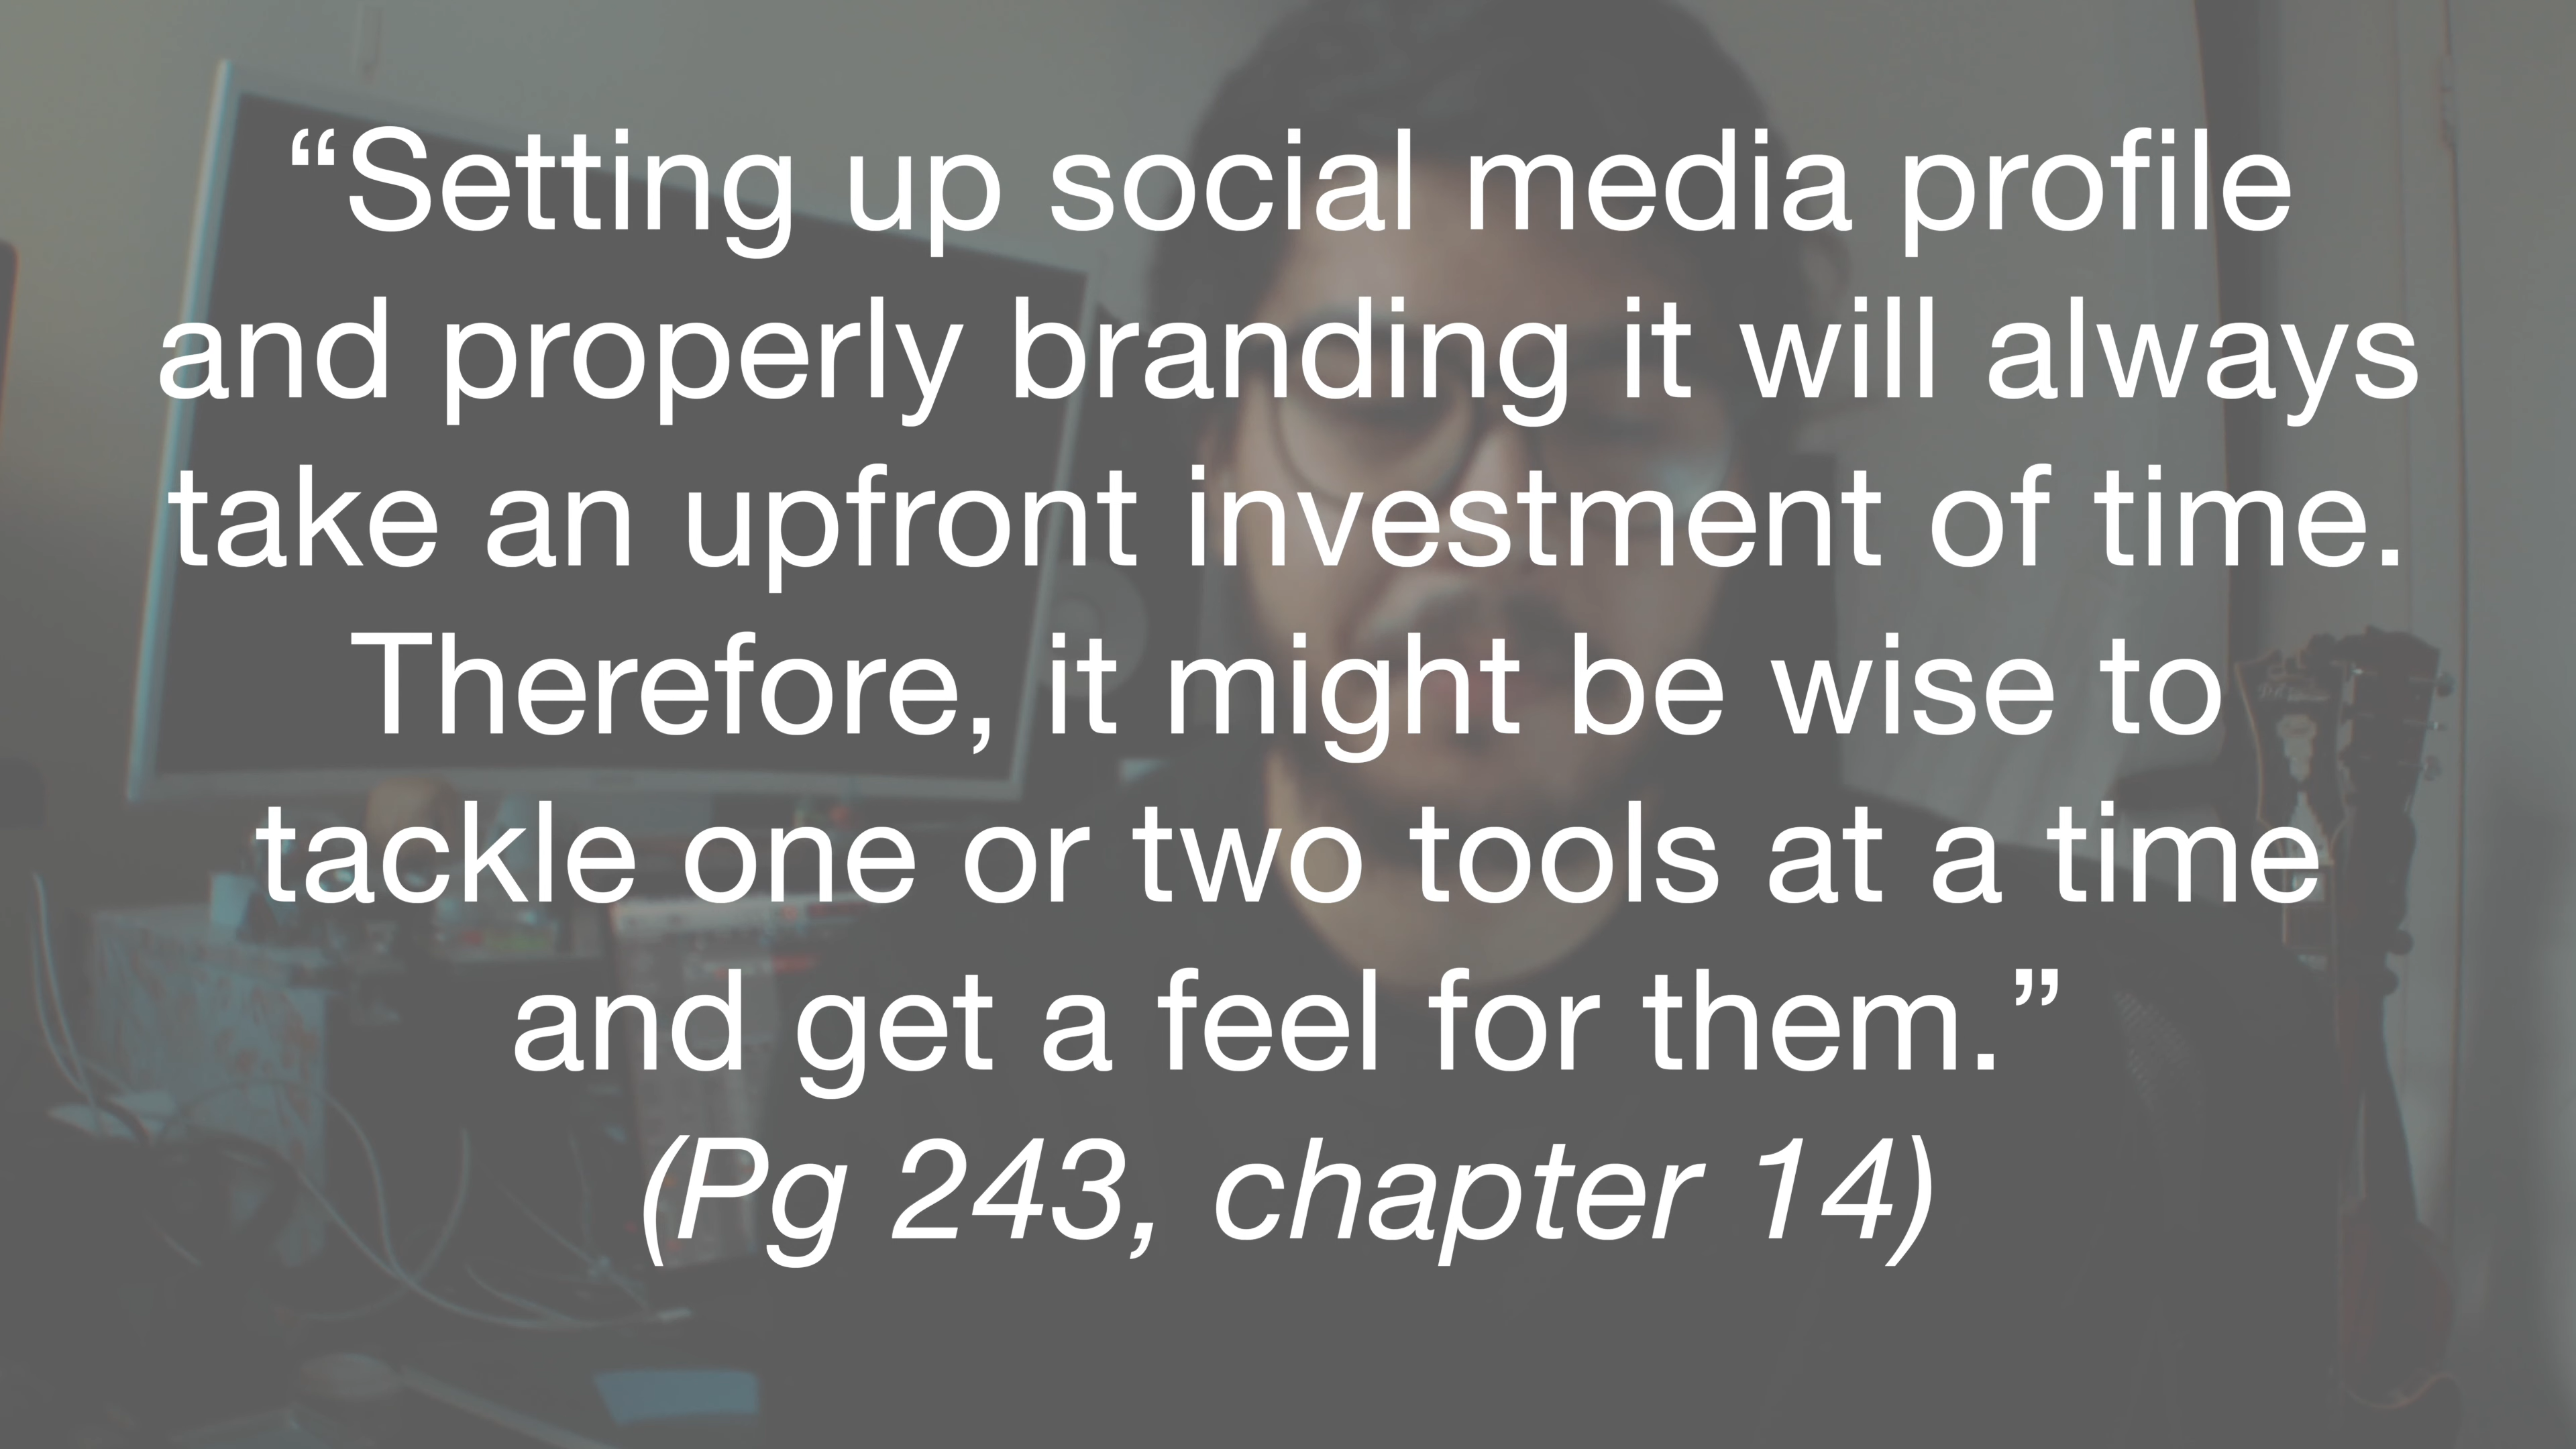 “Setting up social media profile
and properly branding it will always
take an upfront investment of time.
Therefore, it might be wise to
tackle one or two tools at a time
and get a feel for them.”
(Pg 243, chapter 14)